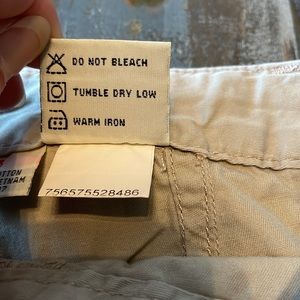 DO NOT BLEACH
TUMBLE DRY LOW
WARM IRON
756575528486